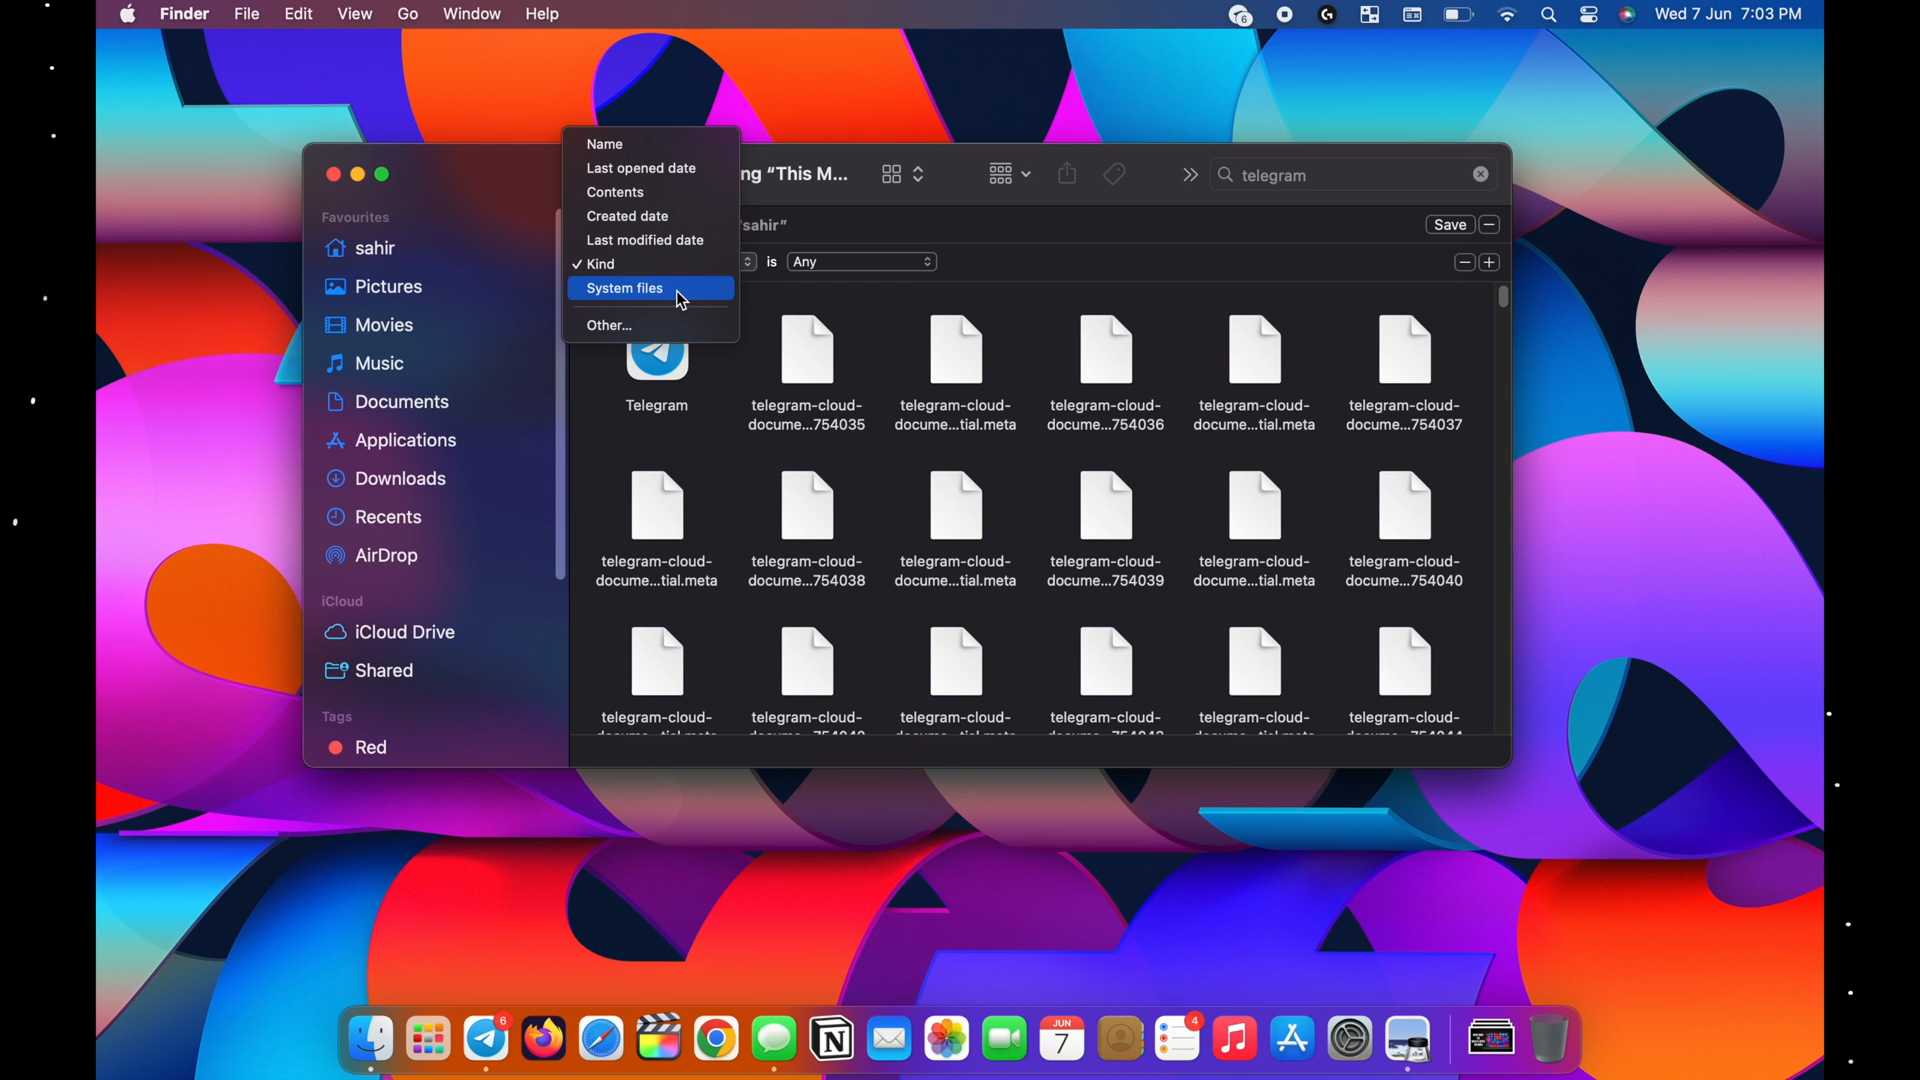 Finder File Edit View Go Window Help
6
Wed 7 Jun 7:03 PM
Name
Last opened date
Contents
Created date
Last modified date
✓ Kind
System files
Other...
ng “This M...
telegram
"sahir"
Save
is Any
Favourites
sahir
Pictures
Movies
Music
Documents
Applications
Downloads
Recents
AirDrop
iCloud
iCloud Drive
Shared
Tags
Red
Telegram
telegram-cloud-
docume...754035
telegram-cloud-
docume...tial.meta
telegram-cloud-
docume...754036
telegram-cloud-
docume...tial.meta
telegram-cloud-
docume...754037
telegram-cloud-
docume...tial.meta
telegram-cloud-
docume...754038
telegram-cloud-
docume...tial.meta
telegram-cloud-
docume...754039
telegram-cloud-
docume...tial.meta
telegram-cloud-
docume...754040
telegram-cloud-
telegram-cloud-
telegram-cloud-
telegram-cloud-
telegram-cloud-
telegram-cloud-
6
JUN
7
4